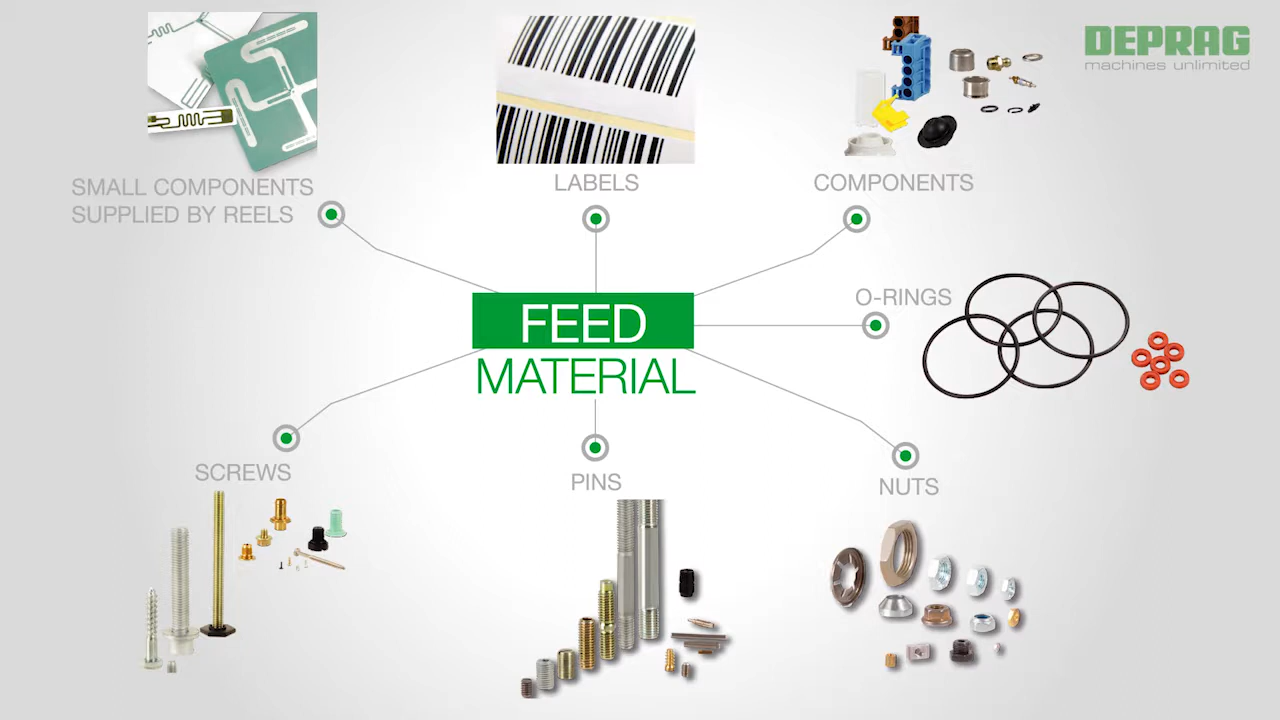 DEPRAG
machines unlimited
SMALL COMPONENTS
SUPPLIED BY REELS
LABELS
COMPONENTS
O-RINGS
FEED
MATERIAL
SCREWS
PINS
NUTS